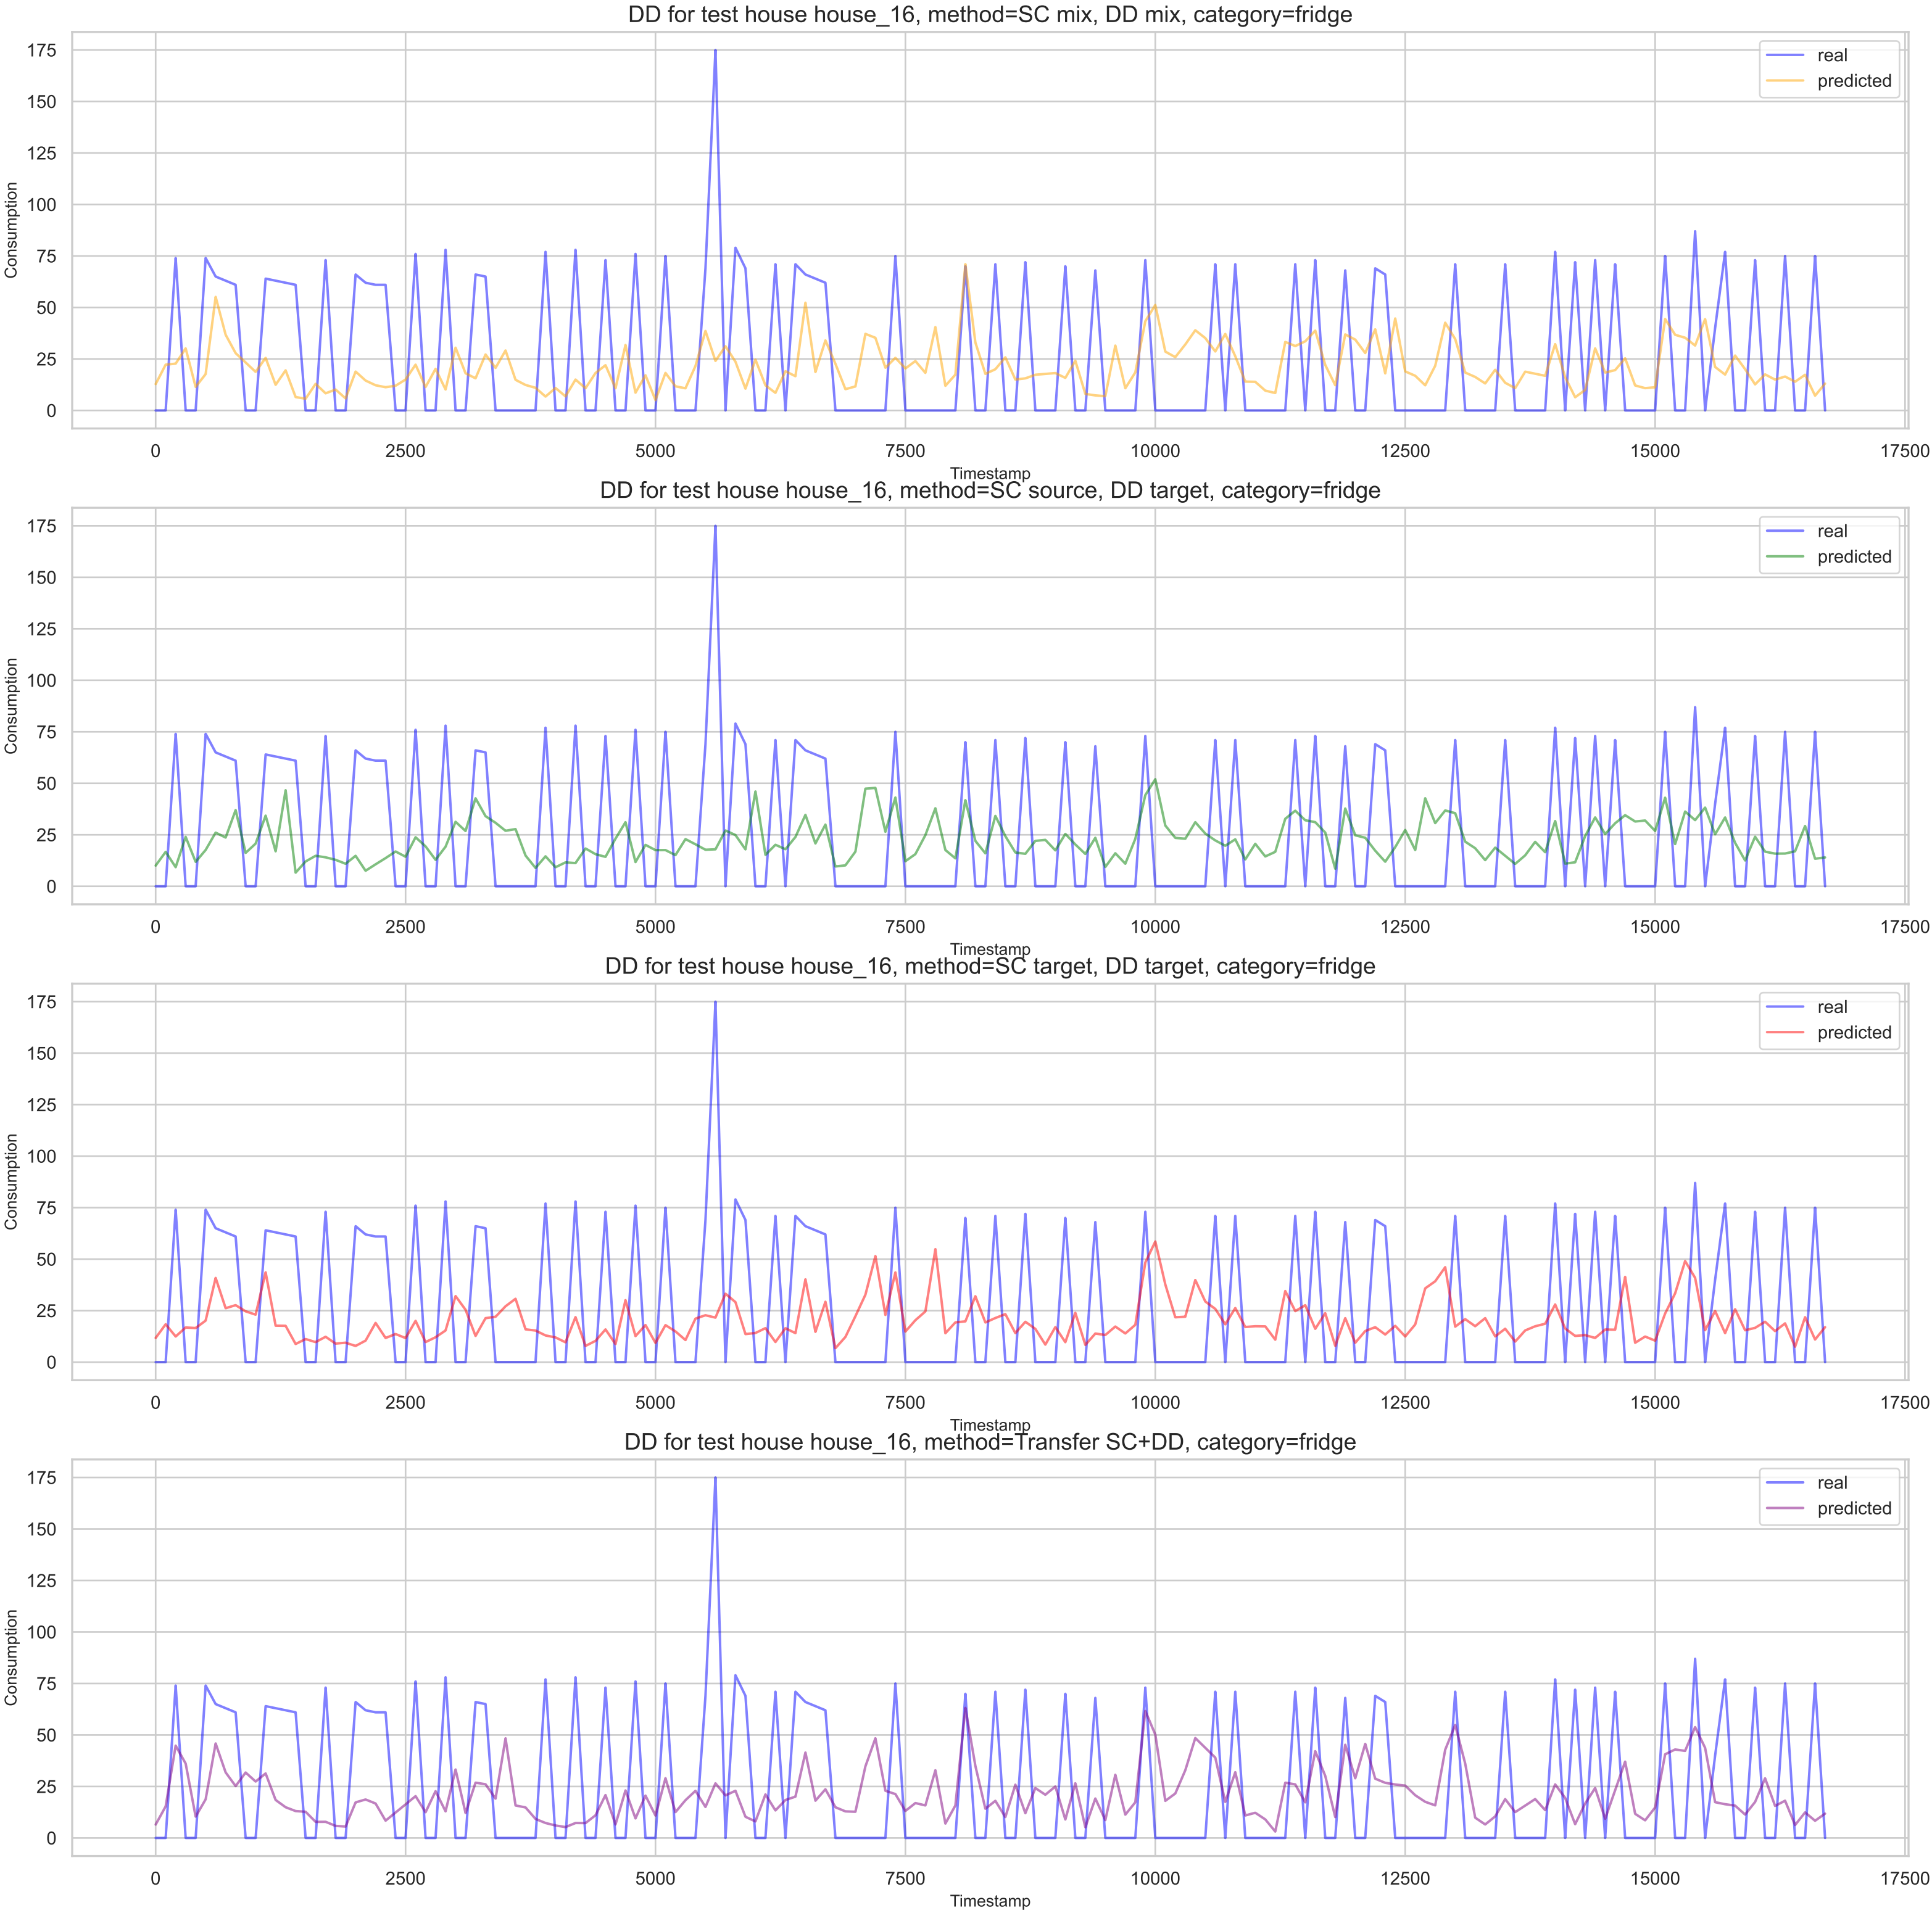 DD for test house house_16, method=SC mix, DD mix, category=fridge
175
150
125
100
75
50
25
0
Consumption
real
predicted
0 2500 5000 7500 10000 12500 15000 17500
Timestamp
DD for test house house_16, method=SC source, DD target, category=fridge
175
150
125
100
75
50
25
0
Consumption
real
predicted
0 2500 5000 7500 10000 12500 15000 17500
Timestamp
DD for test house house_16, method=SC target, DD target, category=fridge
175
150
125
100
75
50
25
0
Consumption
real
predicted
0 2500 5000 7500 10000 12500 15000 17500
Timestamp
DD for test house house_16, method=Transfer SC+DD, category=fridge
175
150
125
100
75
50
25
0
Consumption
real
predicted
0 2500 5000 7500 10000 12500 15000 17500
Timestamp